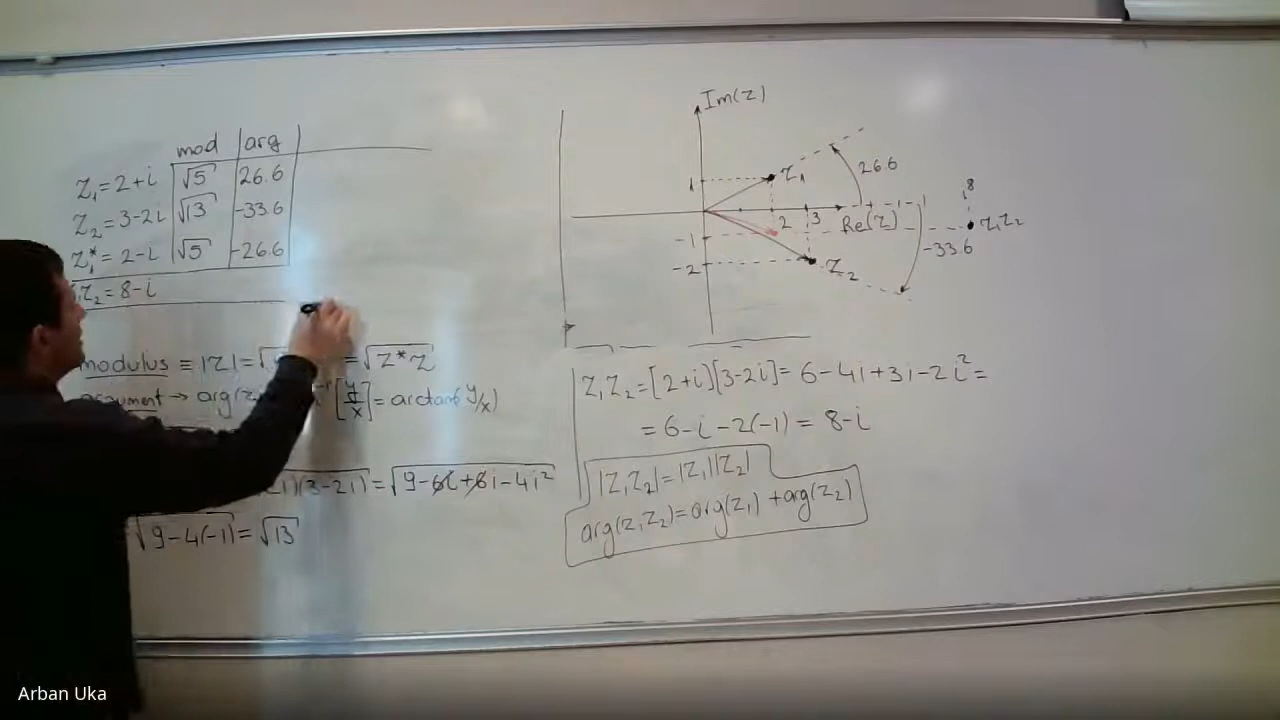 mod arg
Z₁=2+i √5 26.6
Z₂=3-2i √13 -33.6
Z₁*=2-i √5 -26.6
Z₂=8-i
modulus ≡ |Z|=√ =√Z*Z
argument → arg(z [y/x]=arctan(y/x)
i)(3-2i)=√9-6i+6i-4i²
√9-4(-1)=√13
Im(z)
1
Z₁
26.6
8
2
3
Re(z)
Z₁Z₂
-1
-33.6
-2
Z₂
Z₁Z₂=[2+i][3-2i]=6-4i+3i-2i²=
=6-i-2(-1)=8-i
|Z₁Z₂|=|Z₁||Z₂|
arg(z₁z₂)=arg(z₁)+arg(z₂)
Arban Uka